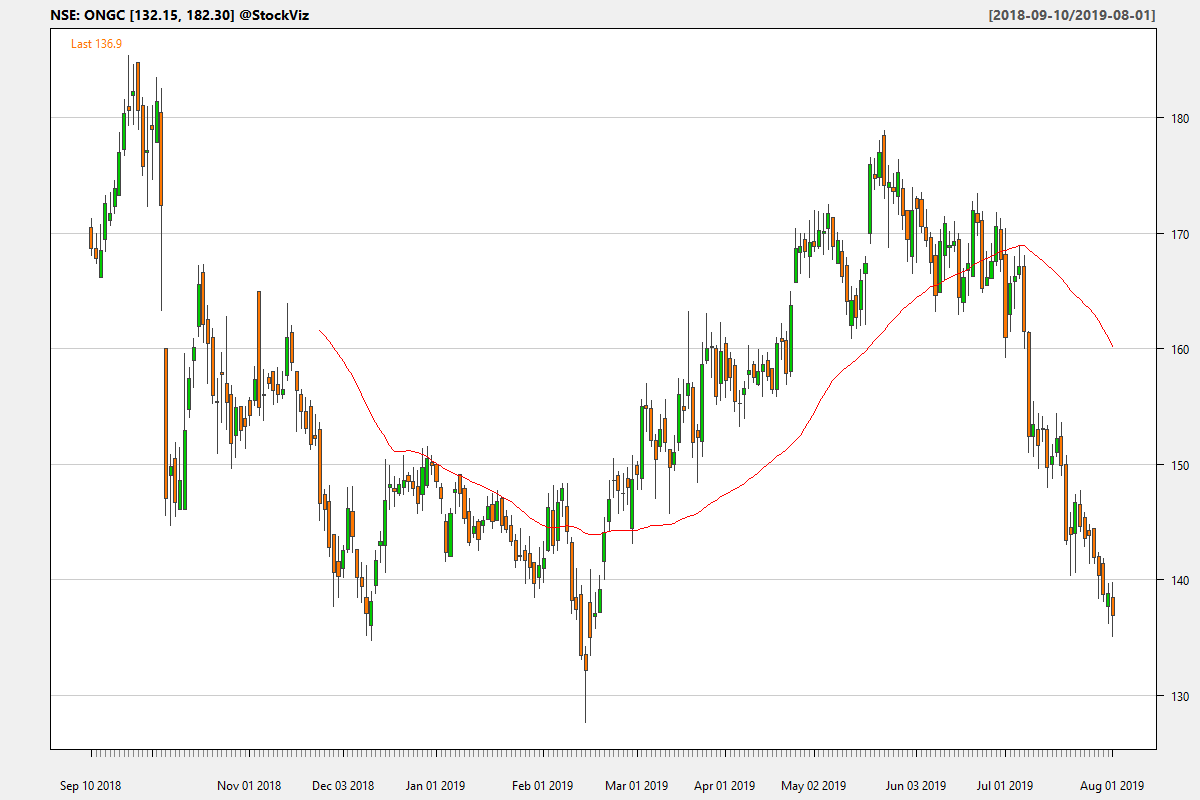 NSE: ONGC [132.15, 182.30] @StockViz
[2018-09-10/2019-08-01]
Last 136.9
180
170
160
150
140
130
Sep 10 2018
Nov 01 2018
Dec 03 2018
Jan 01 2019
Feb 01 2019
Mar 01 2019
Apr 01 2019
May 02 2019
Jun 03 2019
Jul 01 2019
Aug 01 2019